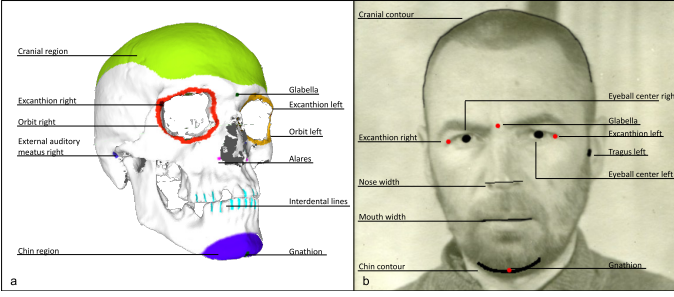 Cranial region
Excanthion right
Orbit right
External auditory
meatus right
Chin region
Glabella
Excanthion left
Orbit left
Alares
Interdental lines
Gnathion
a
Cranial contour
Excanthion right
Nose width
Mouth width
Chin contour
Eyeball center righ
Glabella
Excanthion left
Tragus left
Eyeball center left
Gnathion
b